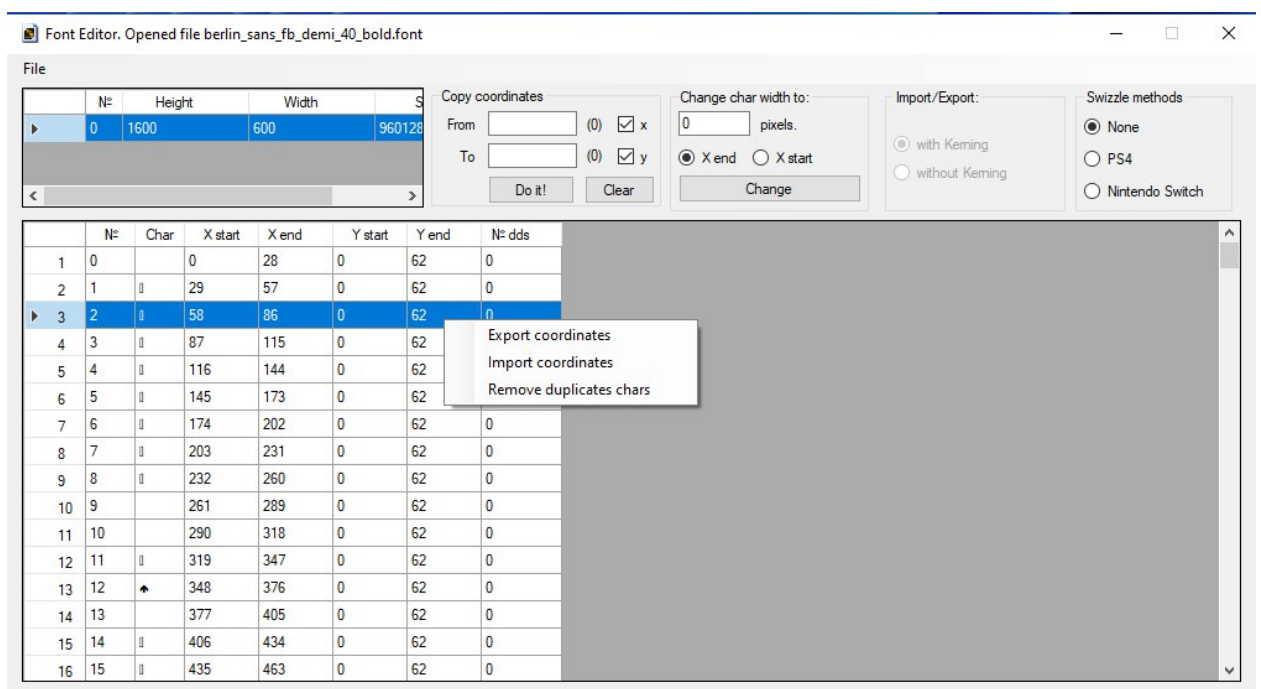 Font Editor. Opened file berlin_sans_fb_demi_40_bold.font
File
№ Height Width S
0 1600 600 960128
Copy coordinates
From (0) x
To (0) y
Do it! Clear
Change char width to:
0 pixels.
X end X start
Change
Import/Export:
with Kerning
without Kerning
Swizzle methods
None
PS4
Nintendo Switch
№ Char X start X end Y start Y end № dds
1 0 0 28 0 62 0
2 1 29 57 0 62 0
3 2 58 86 0 62 0
4 3 87 115 0 62
5 4 116 144 0 62
6 5 145 173 0 62
7 6 174 202 0 62 0
8 7 203 231 0 62 0
9 8 232 260 0 62 0
10 9 261 289 0 62 0
11 10 290 318 0 62 0
12 11 319 347 0 62 0
13 12 348 376 0 62 0
14 13 377 405 0 62 0
15 14 406 434 0 62 0
16 15 435 463 0 62 0
Export coordinates
Import coordinates
Remove duplicates chars